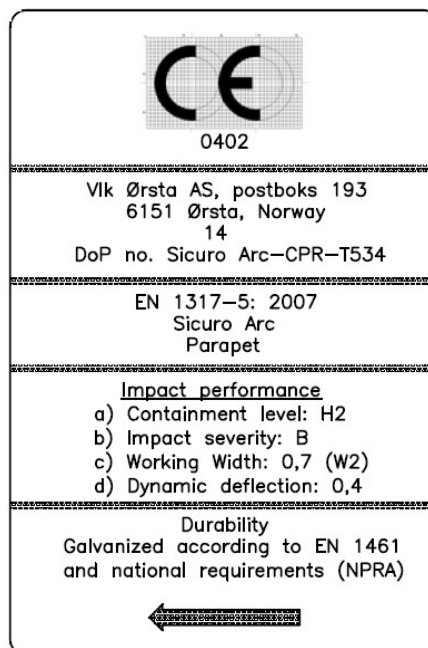 CE
0402
Vik Ørsta AS, postboks 193
6151 Ørsta, Norway
14
DoP no. Sicuro Arc-CPR-T534
EN 1317-5: 2007
Sicuro Arc
Parapet
Impact performance
a) Containment level: H2
b) Impact severity: B
c) Working Width: 0,7 (W2)
d) Dynamic deflection: 0,4
Durability
Galvanized according to EN 1461
and national requirements (NPRA)